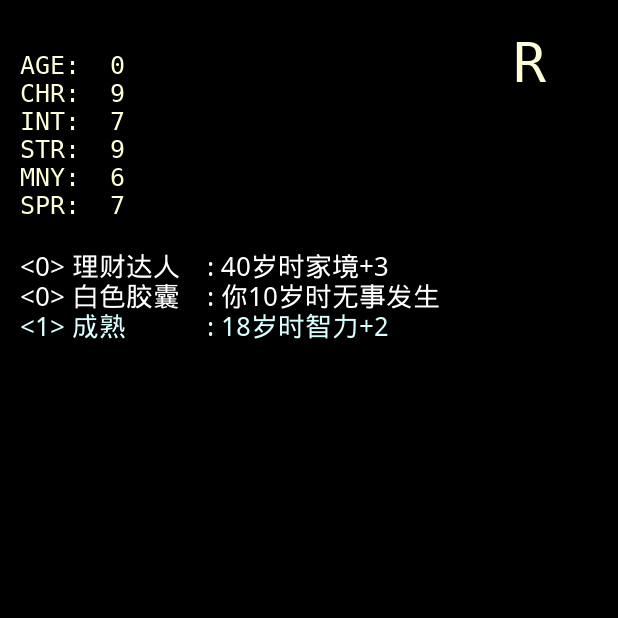 R
AGE: 0
CHR: 9
INT: 7
STR: 9
MNY: 6
SPR: 7
<0> 理财达人 : 40岁时家境+3
<0> 白色胶囊 : 你10岁时无事发生
<1> 成熟 : 18岁时智力+2